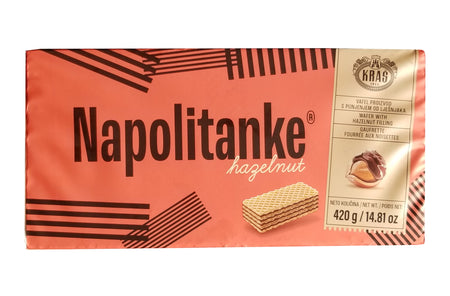 Napolitanke®
hazelnut
KRAŠ
1911
VAFEL PROIZVOD
S PUNJENJEM OD LJEŠNJAKA
WAFER WITH
HAZELNUT FILLING
GAUFRETTE
FOURRÉE AUX NOISETTES
NETO KOLIČINA / NET WT. / POIDS NET:
420 g / 14.81 oz